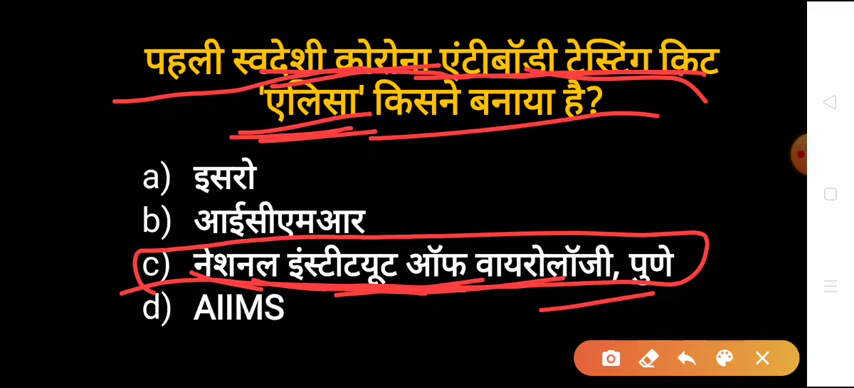 पहली स्वदेशी कोरोना एंटीबॉडी टेस्टिंग किट
'एलिसा' किसने बनाया है?
a) इसरो
b) आईसीएमआर
c) नेशनल इंस्टीटयूट ऑफ वायरोलॉजी, पुणे
d) AIIMS